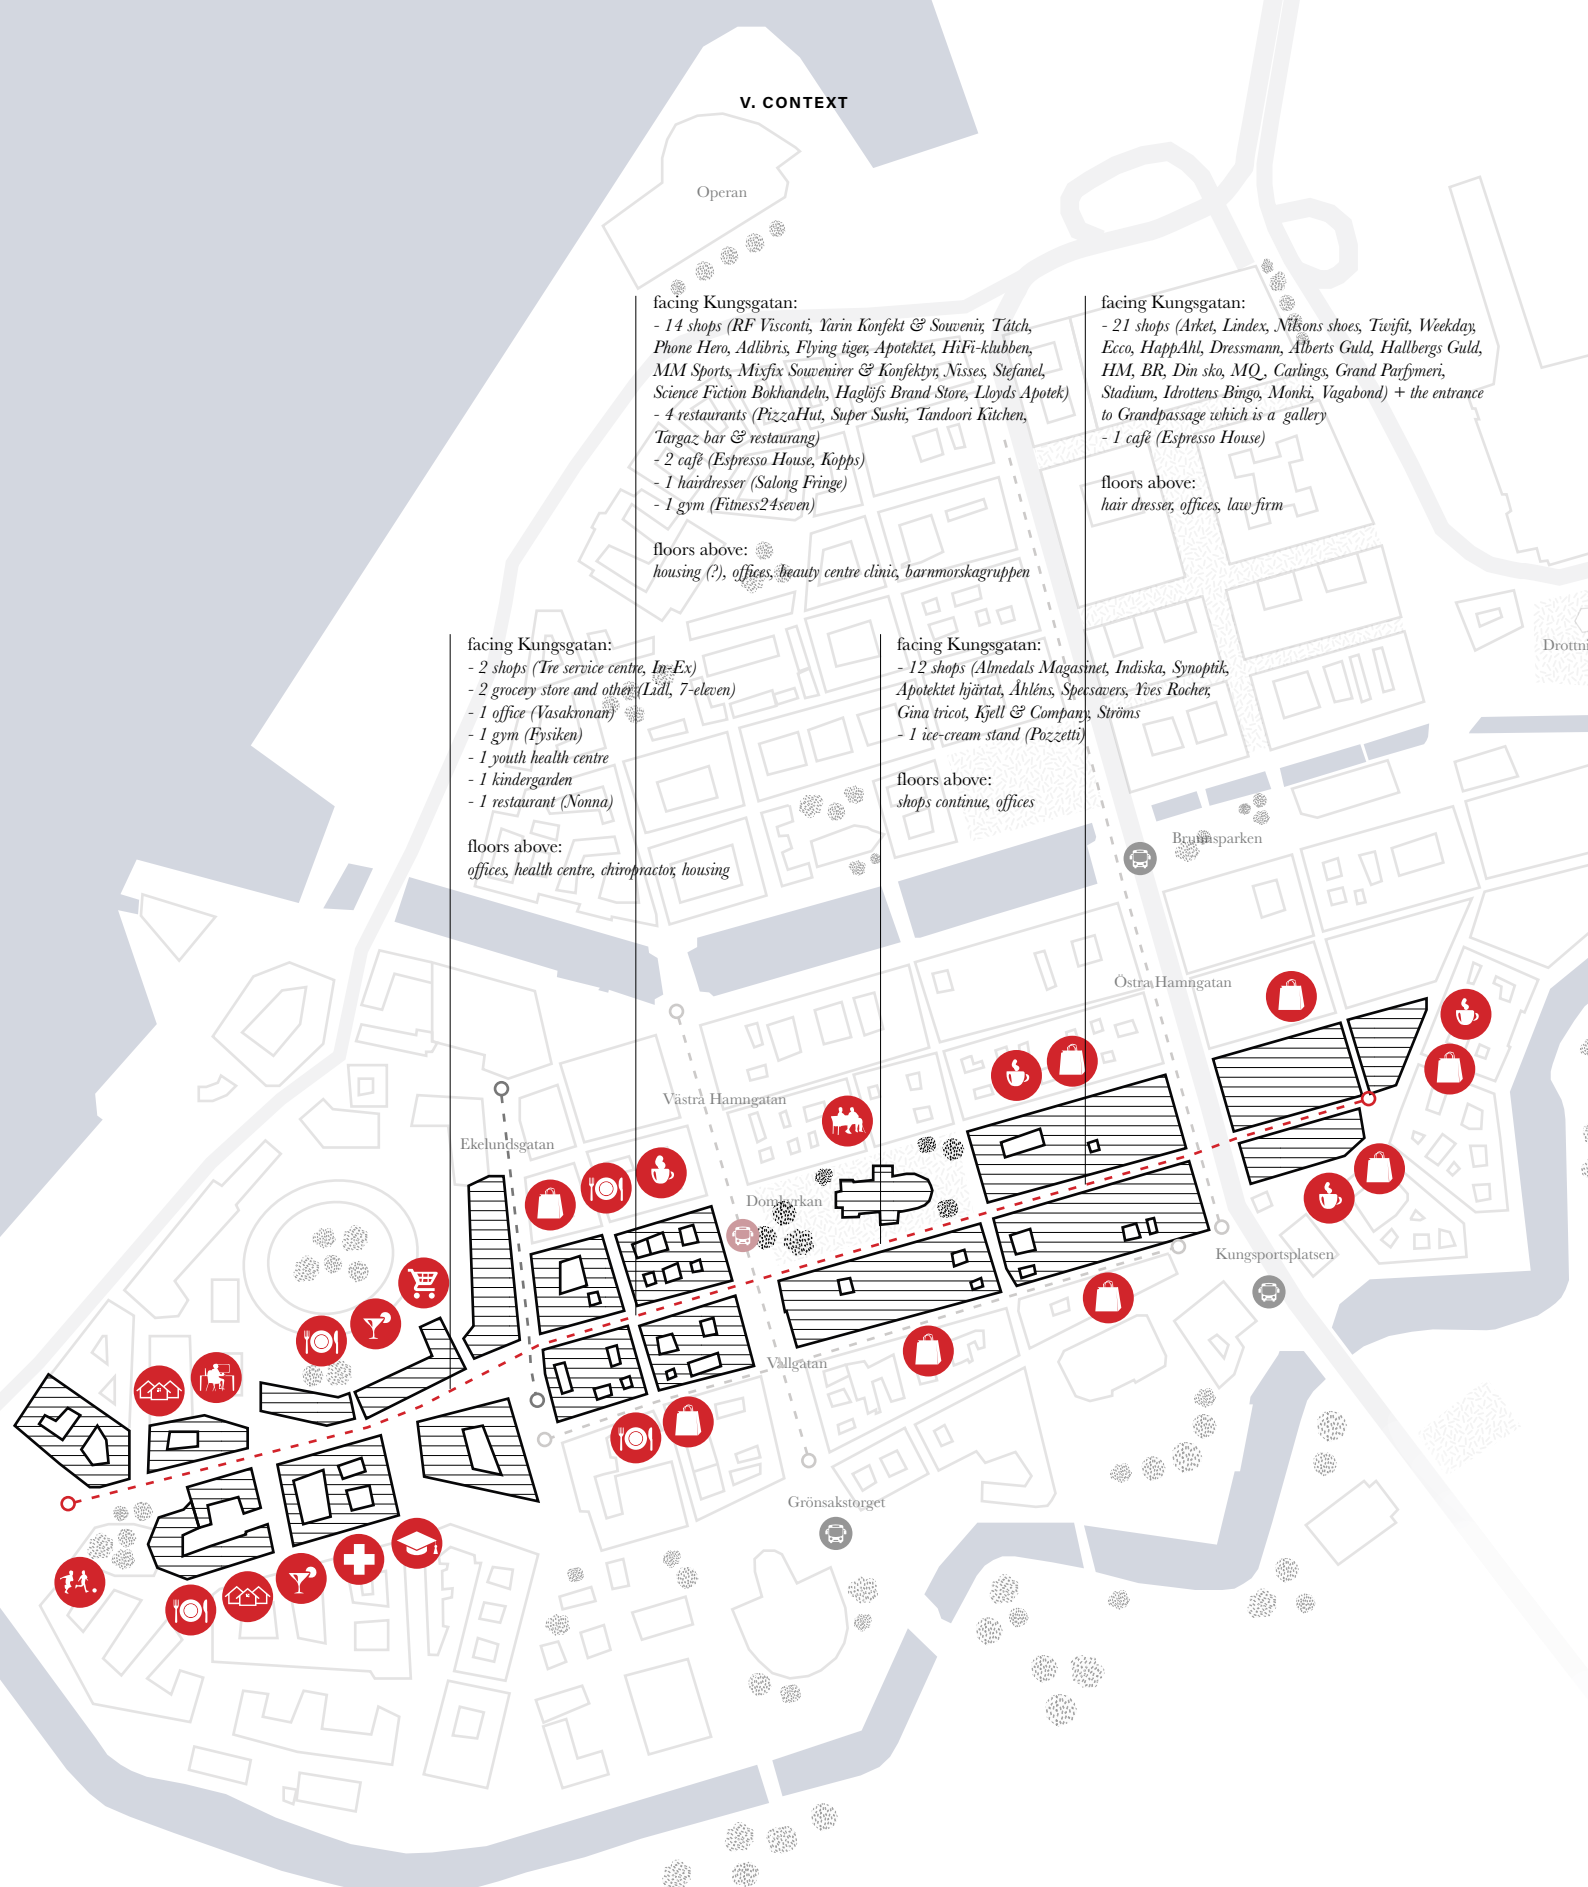 V. CONTEXT
Operan
facing Kungsgatan:
- 14 shops (RF Visconti, Yarin Konfekt & Souvenir, Tátch,
Phone Hero, Adlibris, Flying tiger, Apotektet, HiFi-klubben,
MM Sports, Mixfix Souvenirer & Konfektyr, Nisses, Stefanel,
Science Fiction Bokhandeln, Haglöfs Brand Store, Lloyds Apotek)
- 4 restaurants (PizzaHut, Super Sushi, Tandoori Kitchen,
Targaz bar & restaurang)
- 2 café (Espresso House, Kopps)
- 1 hairdresser (Salong Fringe)
- 1 gym (Fitness24seven)
floors above:
housing (?), offices, beauty centre clinic, barnmorskagruppen
facing Kungsgatan:
- 21 shops (Arket, Lindex, Nilsons shoes, Twifit, Weekday,
Ecco, HappAhl, Dressmann, Alberts Guld, Hallbergs Guld,
HM, BR, Din sko, MQ , Carlings, Grand Parfymeri,
Stadium, Idrottens Bingo, Monki, Vagabond) + the entrance
to Grandpassage which is a gallery
- 1 café (Espresso House)
floors above:
hair dresser, offices, law firm
facing Kungsgatan:
- 2 shops (Tre service centre, In-Ex)
- 2 grocery store and other (Lidl, 7-eleven)
- 1 office (Vasakronan)
- 1 gym (Fysiken)
- 1 youth health centre
- 1 kindergarden
- 1 restaurant (Nonna)
floors above:
offices, health centre, chiropractor, housing
facing Kungsgatan:
- 12 shops (Almedals Magasinet, Indiska, Synoptik,
Apotektet hjärtat, Åhléns, Specsavers, Yves Rocher,
Gina tricot, Kjell & Company, Ströms
- 1 ice-cream stand (Pozzetti)
floors above:
shops continue, offices
Drottni
Brunnsparken
Östra Hamngatan
Västra Hamngatan
Ekelundsgatan
Domkyrkan
Kungsportsplatsen
Vallgatan
Grönsakstorget